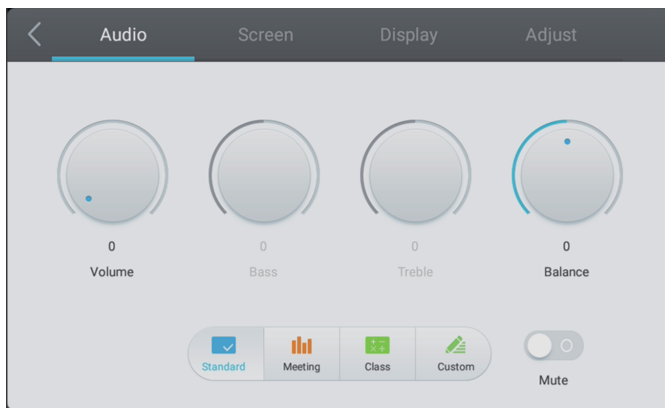 Audio Screen Display Adjust
0 0 0 0
Volume Bass Treble Balance
Standard Meeting Class Custom
Mute